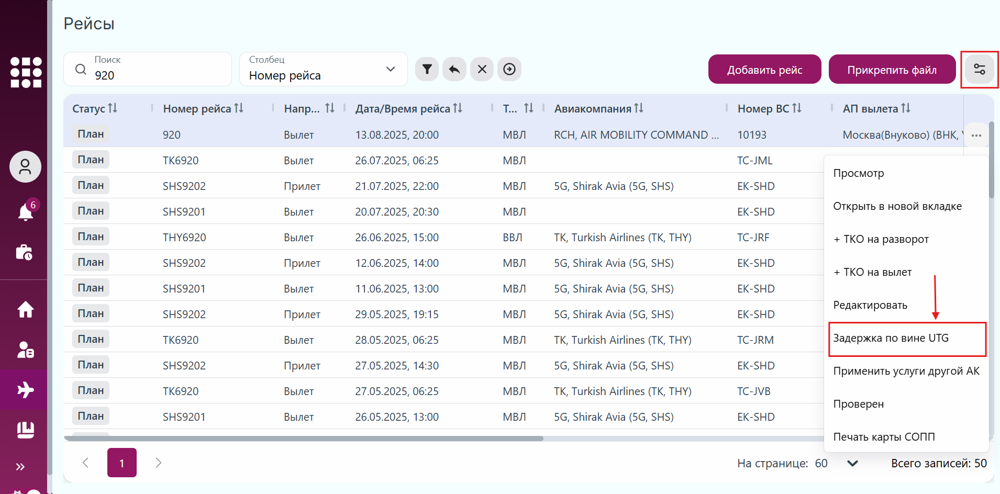 Рейсы
Поиск
920
Столбец
Номер рейса
Добавить рейс
Прикрепить файл
Статус Номер рейса Напр... Дата/Время рейса Т... Авиакомпания Номер ВС АП вылета
План 920 Вылет 13.08.2025, 20:00 МВЛ RCH, AIR MOBILITY COMMAND ... 10193 Москва(Внуково) (ВНК,
План TK6920 Вылет 26.07.2025, 06:25 МВЛ TC-JML
План SHS9202 Прилет 21.07.2025, 22:00 МВЛ 5G, Shirak Avia (5G, SHS) EK-SHD
План SHS9201 Вылет 20.07.2025, 20:30 МВЛ EK-SHD
План THY6920 Вылет 26.06.2025, 15:00 ВВЛ TK, Turkish Airlines (TK, THY) TC-JRF
План SHS9202 Прилет 12.06.2025, 14:00 МВЛ 5G, Shirak Avia (5G, SHS) EK-SHD
План SHS9201 Вылет 11.06.2025, 13:00 МВЛ 5G, Shirak Avia (5G, SHS) EK-SHD
План SHS9202 Прилет 29.05.2025, 19:15 МВЛ 5G, Shirak Avia (5G, SHS) EK-SHD
План TK6920 Вылет 28.05.2025, 06:25 МВЛ TK, Turkish Airlines (TK, THY) TC-JRM
План SHS9202 Прилет 27.05.2025, 14:30 МВЛ 5G, Shirak Avia (5G, SHS) EK-SHD
План TK6920 Вылет 27.05.2025, 06:25 МВЛ TK, Turkish Airlines (TK, THY) TC-JVB
План SHS9201 Вылет 26.05.2025, 13:00 МВЛ 5G, Shirak Avia (5G, SHS) EK-SHD
Просмотр
Открыть в новой вкладке
+ ТКО на разворот
+ ТКО на вылет
Редактировать
Задержка по вине UTG
Применить услуги другой АК
Проверен
Печать карты СОПП
1
На странице: 60
Всего записей: 50
6